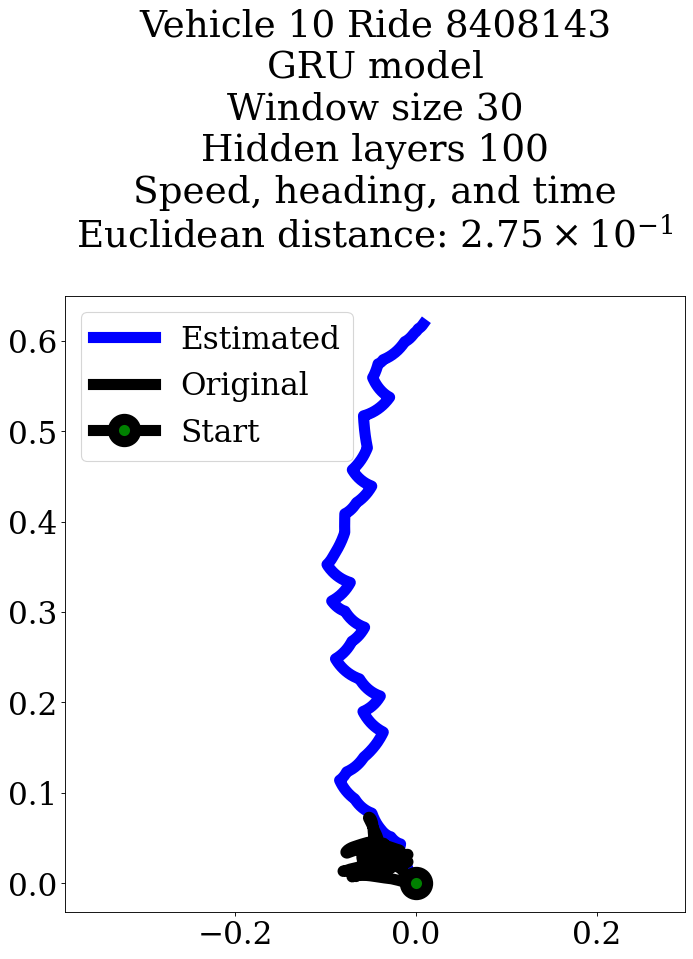 Vehicle 10 Ride 8408143
GRU model
Window size 30
Hidden layers 100
Speed, heading, and time
Euclidean distance: 2.75 × 10⁻¹
Estimated
Original
Start
0.6
0.5
0.4
0.3
0.2
0.1
0.0
−0.2 0.0 0.2